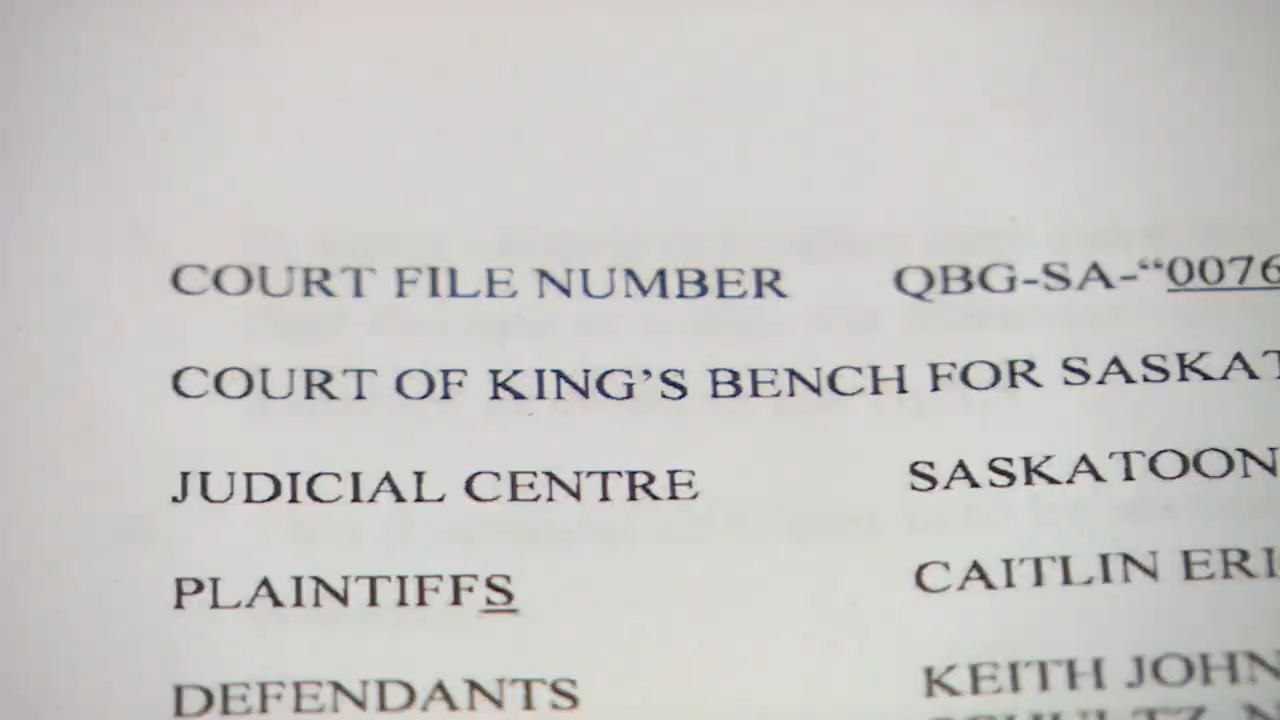 COURT FILE NUMBER QBG-SA-“0076
COURT OF KING’S BENCH FOR SASKAT
JUDICIAL CENTRE SASKATOON
PLAINTIFFS CAITLIN ERI
DEFENDANTS KEITH JOHN
SCHULTZ, N